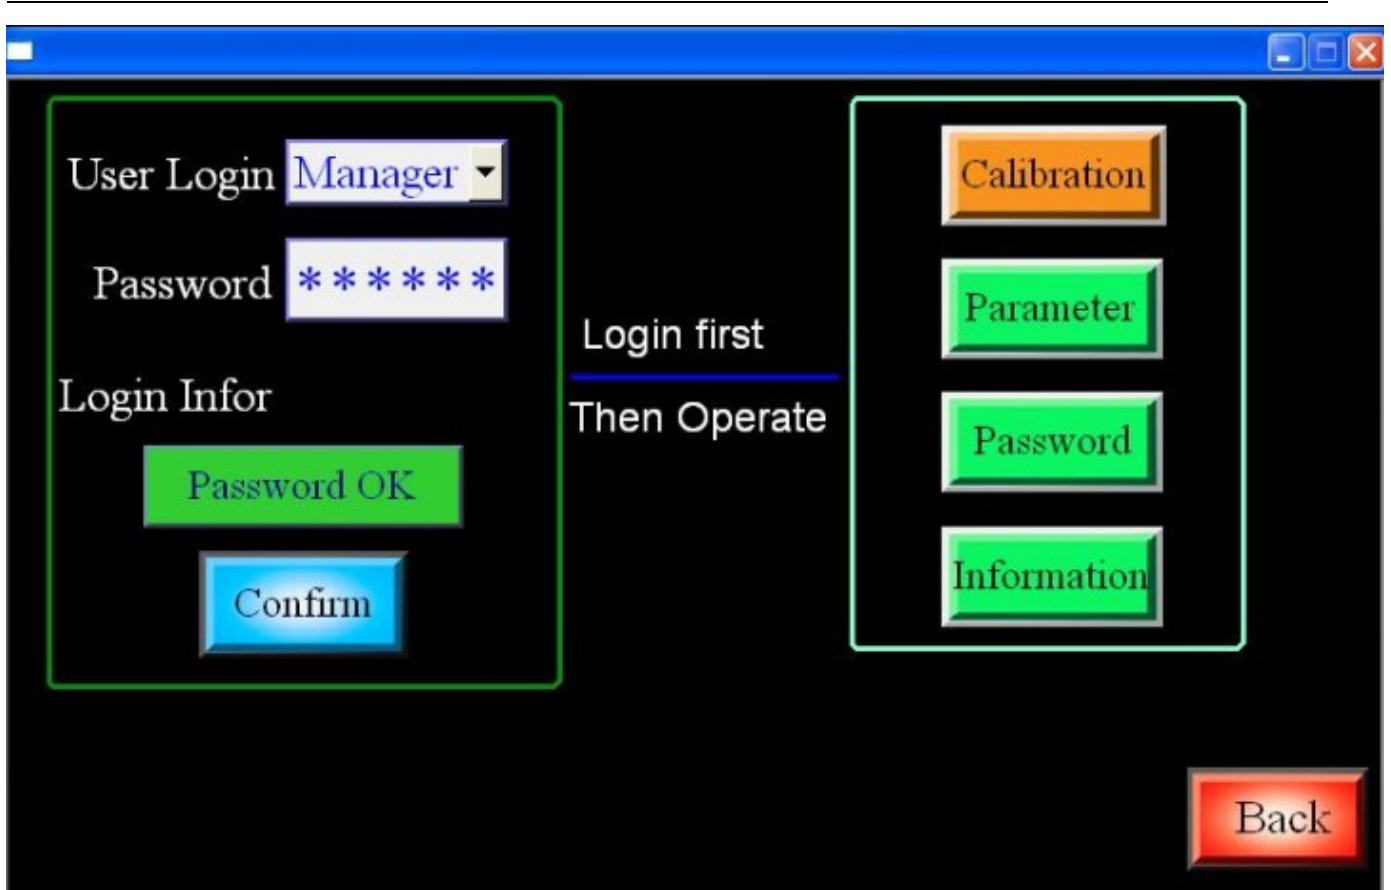 User Login Manager
Password ******
Login Infor
Password OK
Confirm
Login first
Then Operate
Calibration
Parameter
Password
Information
Back